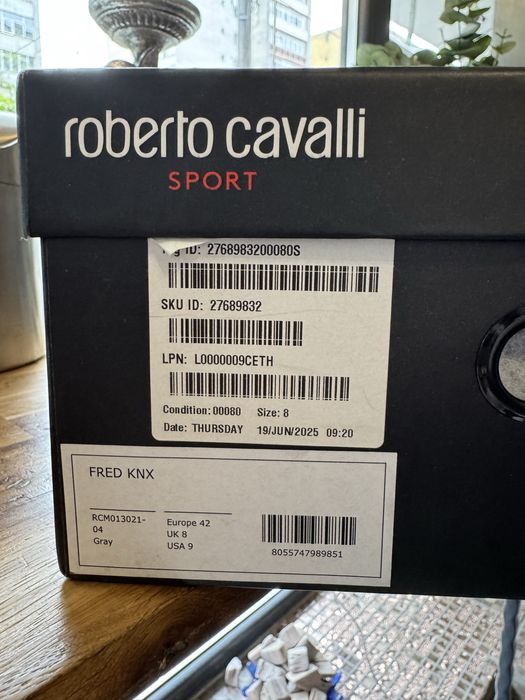 roberto cavalli
SPORT
ID: 2768983200080S
SKU ID: 27689832
LPN: L0000009CETH
Condition: 00080 Size: 8
Date: THURSDAY 19/JUN/2025 09:20
FRED KNX
RCM013021-
04
Gray
Europe 42
UK 8
USA 9
8055747989851